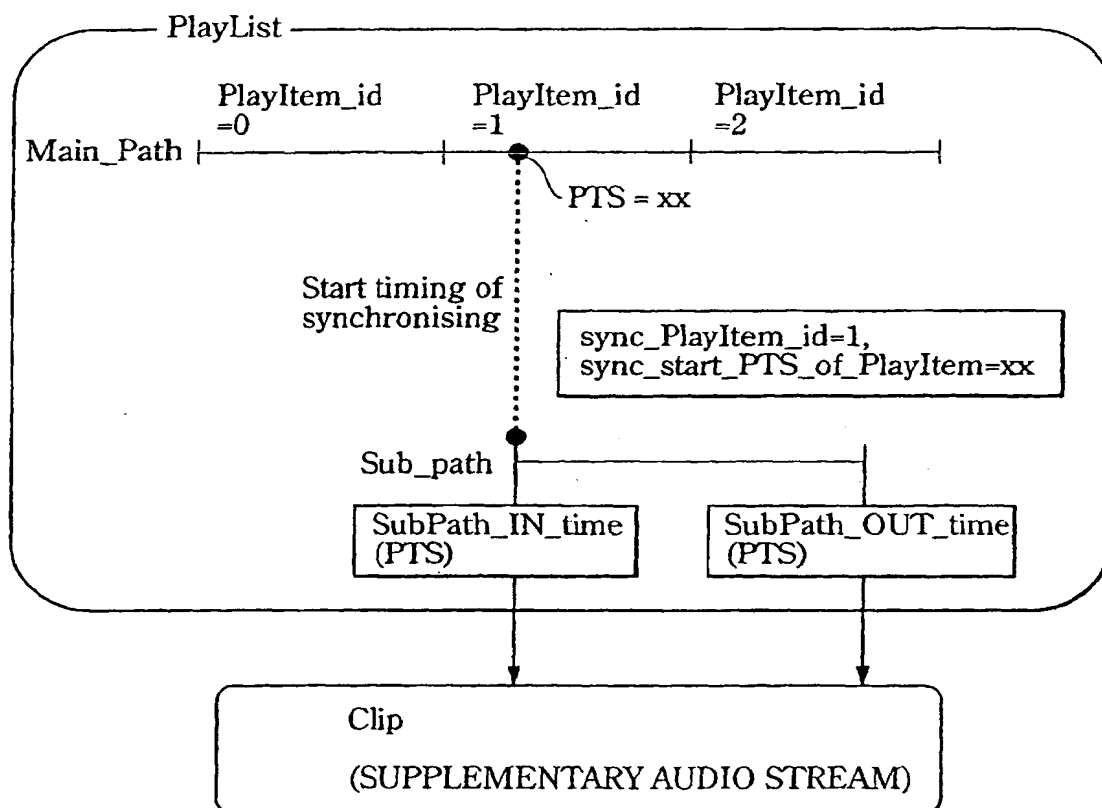 PlayList
PlayItem_id
=0
PlayItem_id
=1
PlayItem_id
=2
Main_Path
PTS = xx
Start timing of
synchronising
sync_PlayItem_id=1,
sync_start_PTS_of_PlayItem=xx
Sub_path
SubPath_IN_time
(PTS)
SubPath_OUT_time
(PTS)
Clip
(SUPPLEMENTARY AUDIO STREAM)